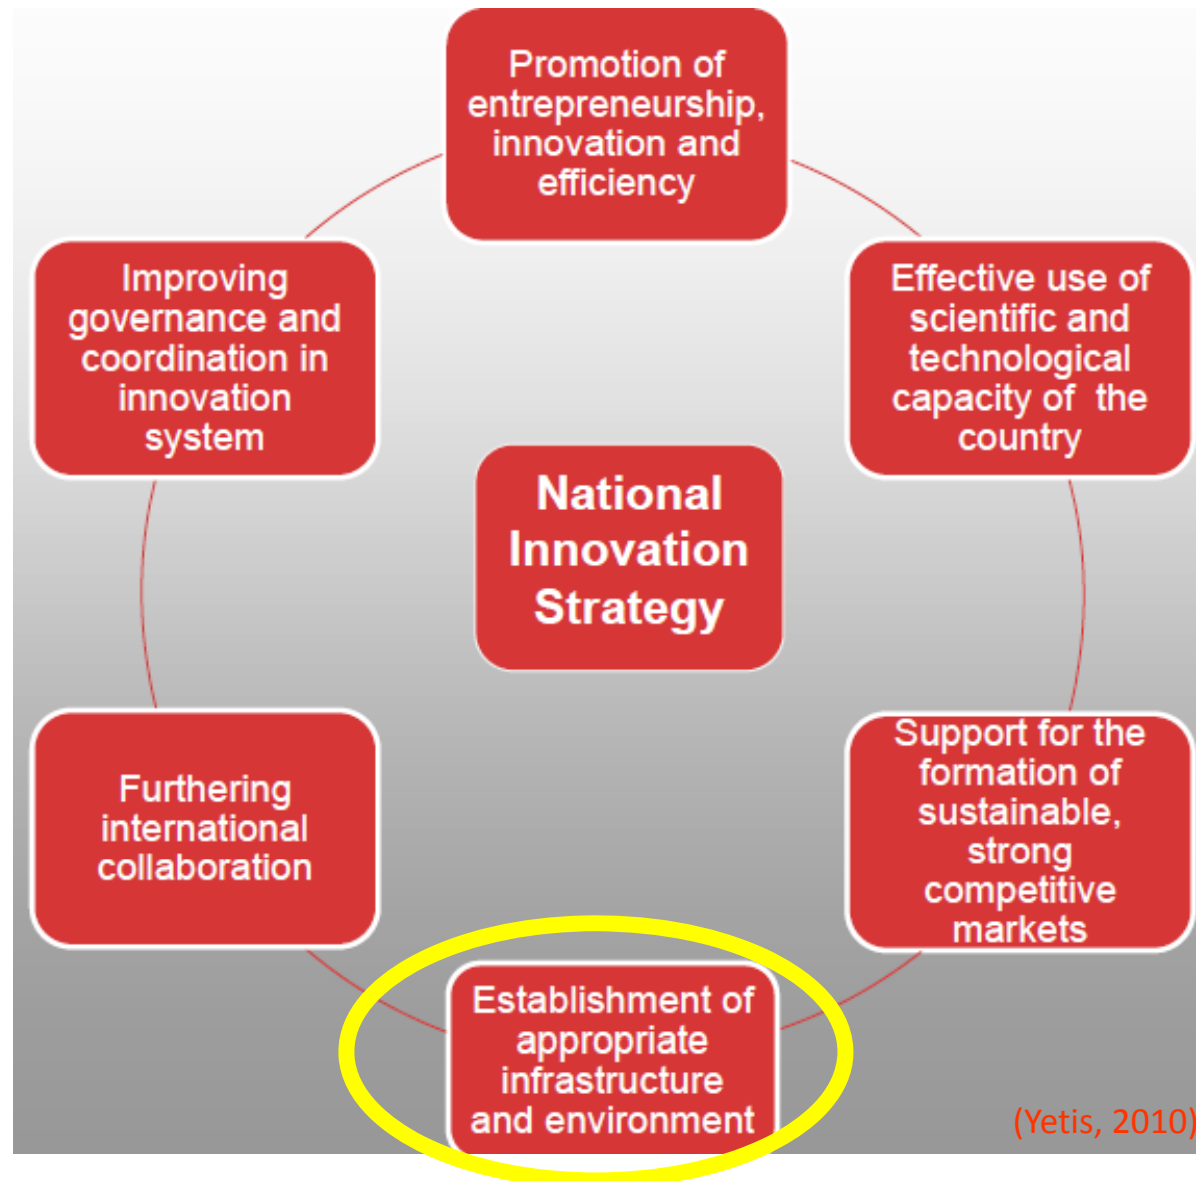 Promotion of
entrepreneurship,
innovation and
efficiency
Improving
governance and
coordination in
innovation
system
Effective use of
scientific and
technological
capacity of the
country
National
Innovation
Strategy
Furthering
international
collaboration
Support for the
formation of
sustainable,
strong
competitive
markets
Establishment of
appropriate
infrastructure
and environment
(Yetis, 2010)